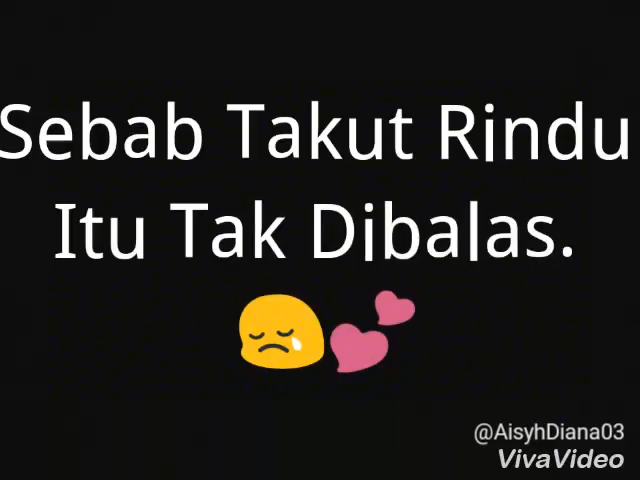 Sebab Takut Rindu
Itu Tak Dibalas.
@AisyhDiana03
VivaVideo